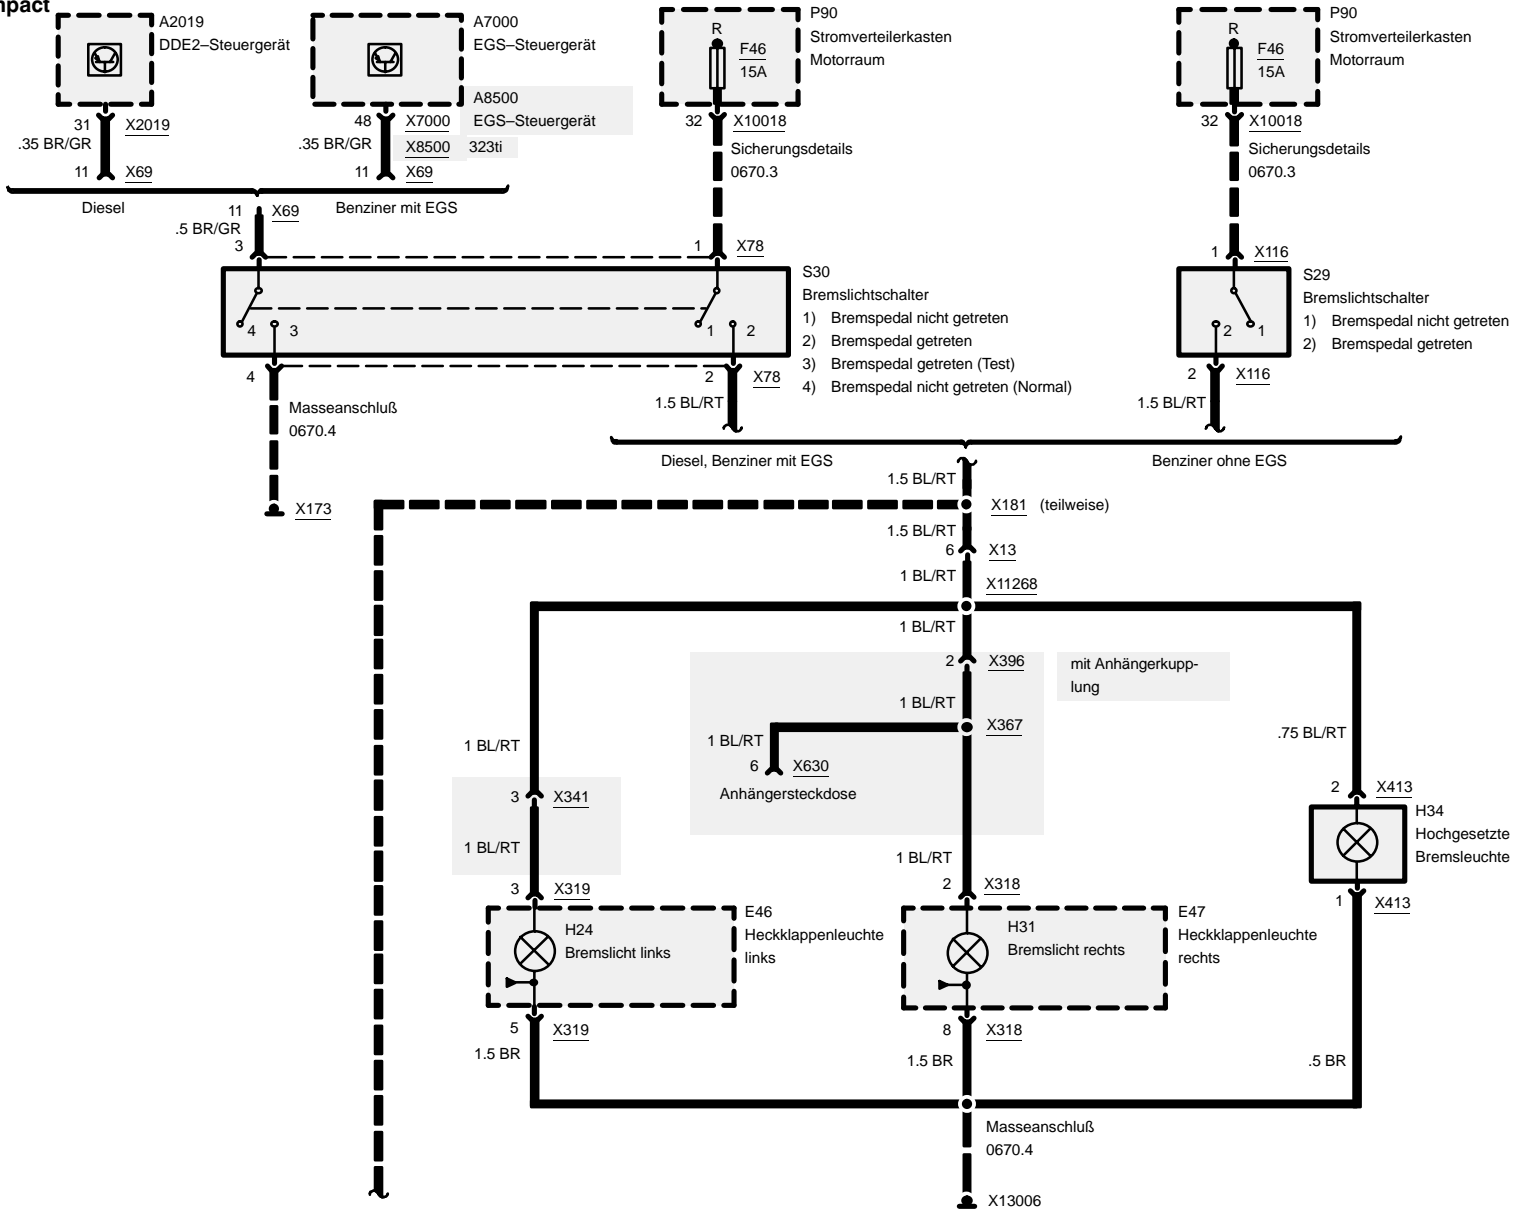 mpact
A2019
DDE2–Steuergerät
A7000
EGS–Steuergerät
A8500
EGS–Steuergerät
P90
Stromverteilerkasten
Motorraum
R
F46
15A
P90
Stromverteilerkasten
Motorraum
R
F46
15A
31
X2019
.35 BR/GR
11
X69
48
X7000
.35 BR/GR
X8500
323ti
11
X69
32
X10018
Sicherungsdetails
0670.3
32
X10018
Sicherungsdetails
0670.3
Diesel
Benziner mit EGS
11
X69
.5 BR/GR
3
1
X78
1
X116
4
3
1
2
S30
Bremslichtschalter
1) Bremspedal nicht getreten
2) Bremspedal getreten
3) Bremspedal getreten (Test)
4) Bremspedal nicht getreten (Normal)
2
1
S29
Bremslichtschalter
1) Bremspedal nicht getreten
2) Bremspedal getreten
4
2
X78
1.5 BL/RT
2
X116
1.5 BL/RT
Masseanschluß
0670.4
X173
Diesel, Benziner mit EGS
Benziner ohne EGS
1.5 BL/RT
X181
(teilweise)
1.5 BL/RT
6
X13
1 BL/RT
X11268
1 BL/RT
2
X396
mit Anhängerkupp-
lung
1 BL/RT
X367
1 BL/RT
6
X630
Anhängersteckdose
1 BL/RT
.75 BL/RT
3
X341
1 BL/RT
2
X413
H34
Hochgesetzte
Bremsleuchte
1
X413
1 BL/RT
3
X319
2
X318
H24
Bremslicht links
E46
Heckklappenleuchte
links
H31
Bremslicht rechts
E47
Heckklappenleuchte
rechts
5
X319
1.5 BR
8
X318
1.5 BR
.5 BR
Masseanschluß
0670.4
X13006